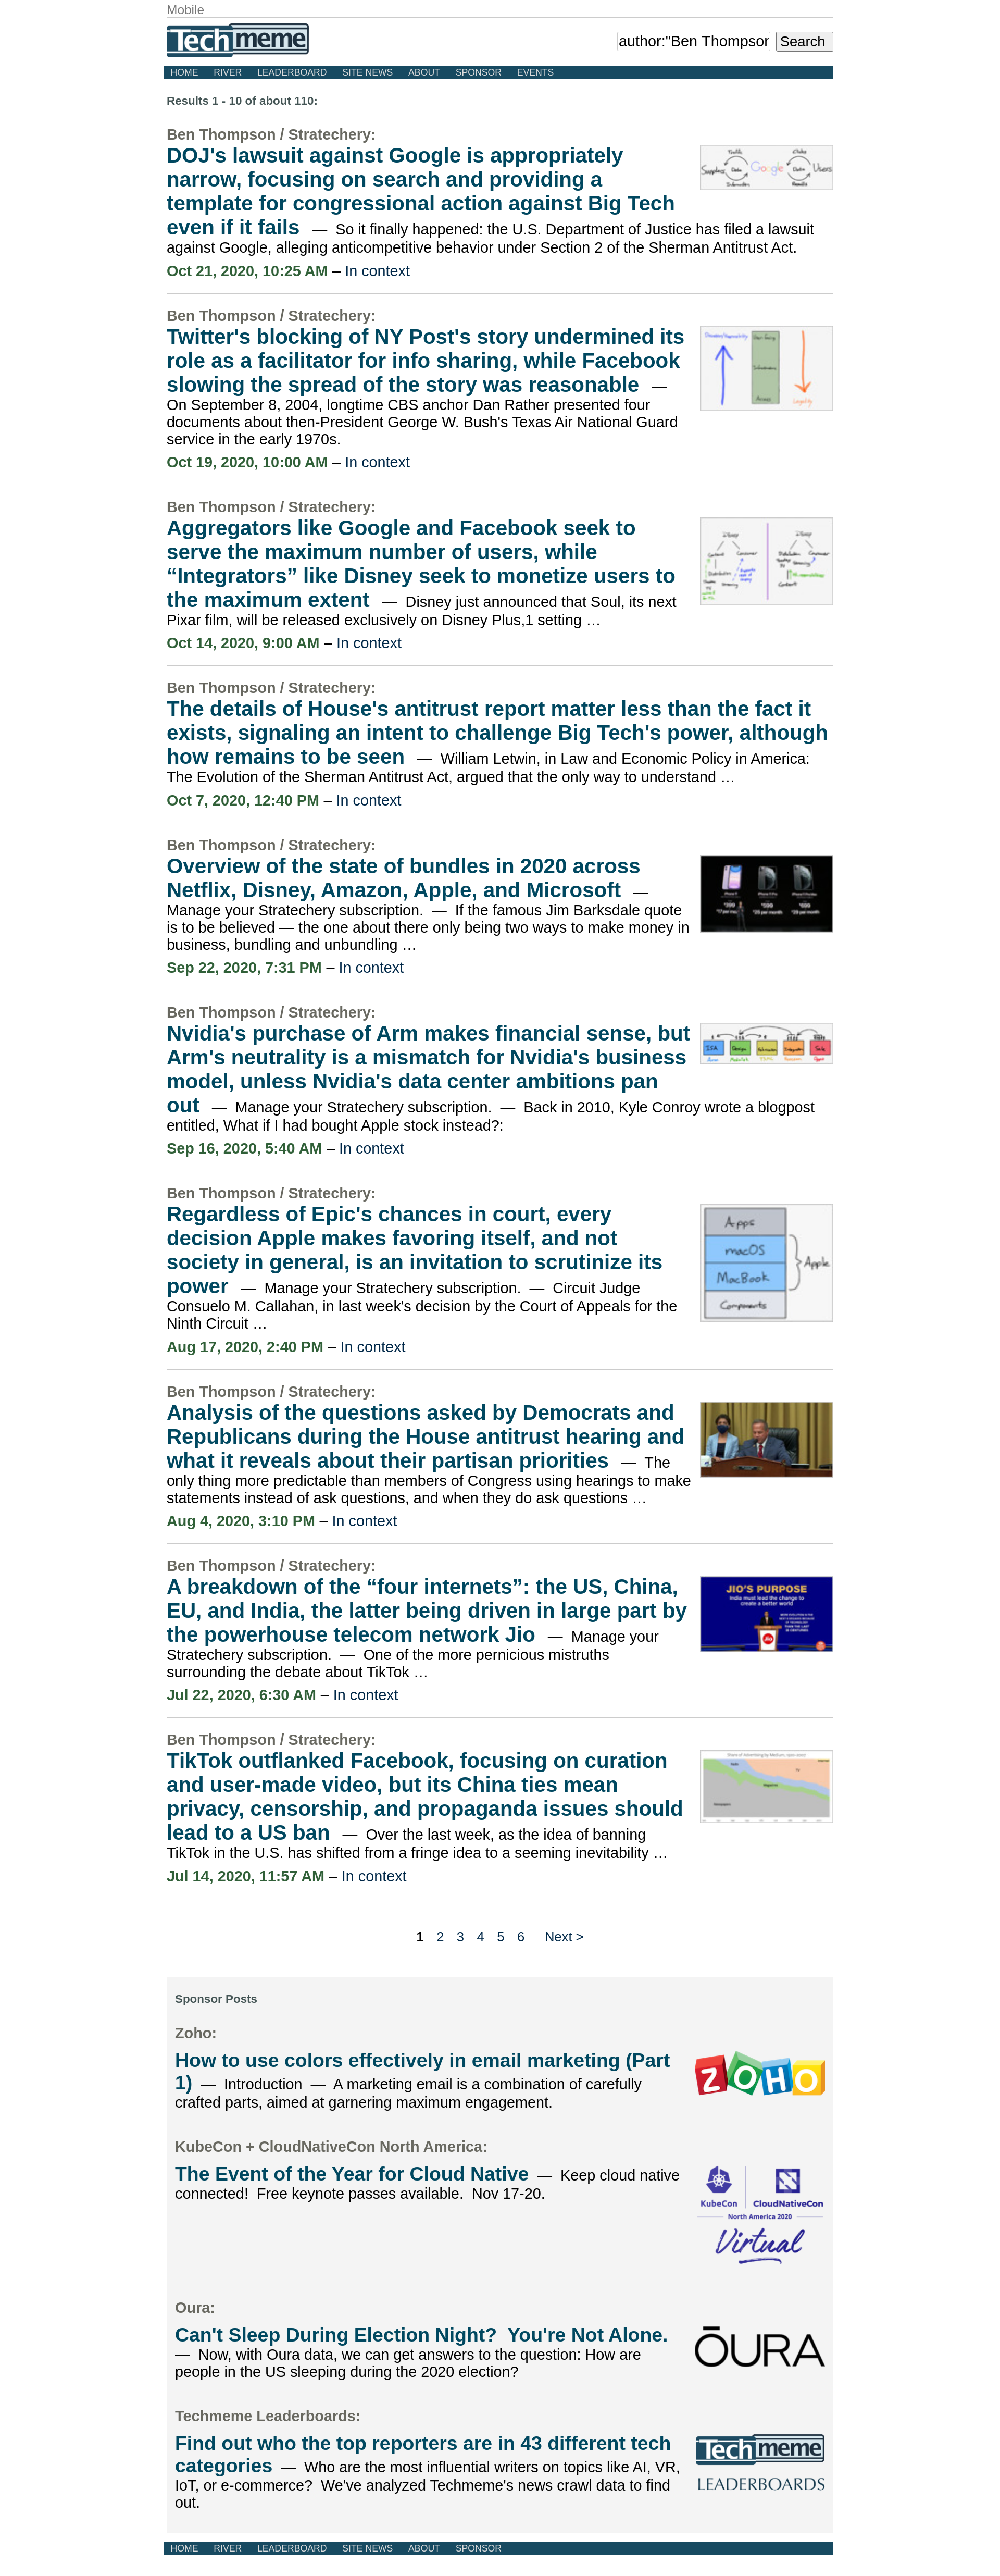 Mobile
Techmeme
author:"Ben Thompson
Search
HOME RIVER LEADERBOARD SITE NEWS ABOUT SPONSOR EVENTS
Results 1 - 10 of about 110:
Ben Thompson / Stratechery:
DOJ's lawsuit against Google is appropriately
narrow, focusing on search and providing a
template for congressional action against Big Tech
even if it fails — So it finally happened: the U.S. Department of Justice has filed a lawsuit
against Google, alleging anticompetitive behavior under Section 2 of the Sherman Antitrust Act.
Oct 21, 2020, 10:25 AM – In context
Suppliers Traffic Data Google Clicks Data Users
Ben Thompson / Stratechery:
Twitter's blocking of NY Post's story undermined its
role as a facilitator for info sharing, while Facebook
slowing the spread of the story was reasonable —
On September 8, 2004, longtime CBS anchor Dan Rather presented four
documents about then-President George W. Bush's Texas Air National Guard
service in the early 1970s.
Oct 19, 2020, 10:00 AM – In context
Ben Thompson / Stratechery:
Aggregators like Google and Facebook seek to
serve the maximum number of users, while
“Integrators” like Disney seek to monetize users to
the maximum extent — Disney just announced that Soul, its next
Pixar film, will be released exclusively on Disney Plus,1 setting …
Oct 14, 2020, 9:00 AM – In context
Ben Thompson / Stratechery:
The details of House's antitrust report matter less than the fact it
exists, signaling an intent to challenge Big Tech's power, although
how remains to be seen — William Letwin, in Law and Economic Policy in America:
The Evolution of the Sherman Antitrust Act, argued that the only way to understand …
Oct 7, 2020, 12:40 PM – In context
Ben Thompson / Stratechery:
Overview of the state of bundles in 2020 across
Netflix, Disney, Amazon, Apple, and Microsoft —
Manage your Stratechery subscription. — If the famous Jim Barksdale quote
is to be believed — the one about there only being two ways to make money in
business, bundling and unbundling …
Sep 22, 2020, 7:31 PM – In context
Ben Thompson / Stratechery:
Nvidia's purchase of Arm makes financial sense, but
Arm's neutrality is a mismatch for Nvidia's business
model, unless Nvidia's data center ambitions pan
out — Manage your Stratechery subscription. — Back in 2010, Kyle Conroy wrote a blogpost
entitled, What if I had bought Apple stock instead?:
Sep 16, 2020, 5:40 AM – In context
Ben Thompson / Stratechery:
Regardless of Epic's chances in court, every
decision Apple makes favoring itself, and not
society in general, is an invitation to scrutinize its
power — Manage your Stratechery subscription. — Circuit Judge
Consuelo M. Callahan, in last week's decision by the Court of Appeals for the
Ninth Circuit …
Aug 17, 2020, 2:40 PM – In context
Apps
macOS
MacBook
Components
Apple
Ben Thompson / Stratechery:
Analysis of the questions asked by Democrats and
Republicans during the House antitrust hearing and
what it reveals about their partisan priorities — The
only thing more predictable than members of Congress using hearings to make
statements instead of ask questions, and when they do ask questions …
Aug 4, 2020, 3:10 PM – In context
Ben Thompson / Stratechery:
A breakdown of the “four internets”: the US, China,
EU, and India, the latter being driven in large part by
the powerhouse telecom network Jio — Manage your
Stratechery subscription. — One of the more pernicious mistruths
surrounding the debate about TikTok …
Jul 22, 2020, 6:30 AM – In context
JIO'S PURPOSE
India must lead the change to
create a better world
Ben Thompson / Stratechery:
TikTok outflanked Facebook, focusing on curation
and user-made video, but its China ties mean
privacy, censorship, and propaganda issues should
lead to a US ban — Over the last week, as the idea of banning
TikTok in the U.S. has shifted from a fringe idea to a seeming inevitability …
Jul 14, 2020, 11:57 AM – In context
1 2 3 4 5 6 Next >
Sponsor Posts
Zoho:
How to use colors effectively in email marketing (Part
1) — Introduction — A marketing email is a combination of carefully
crafted parts, aimed at garnering maximum engagement.
ZOHO
KubeCon + CloudNativeCon North America:
The Event of the Year for Cloud Native — Keep cloud native
connected! Free keynote passes available. Nov 17-20.
KubeCon CloudNativeCon
North America 2020
Virtual
Oura:
Can't Sleep During Election Night? You're Not Alone.
— Now, with Oura data, we can get answers to the question: How are
people in the US sleeping during the 2020 election?
ŌURA
Techmeme Leaderboards:
Find out who the top reporters are in 43 different tech
categories — Who are the most influential writers on topics like AI, VR,
IoT, or e-commerce? We've analyzed Techmeme's news crawl data to find
out.
Techmeme
LEADERBOARDS
HOME RIVER LEADERBOARD SITE NEWS ABOUT SPONSOR